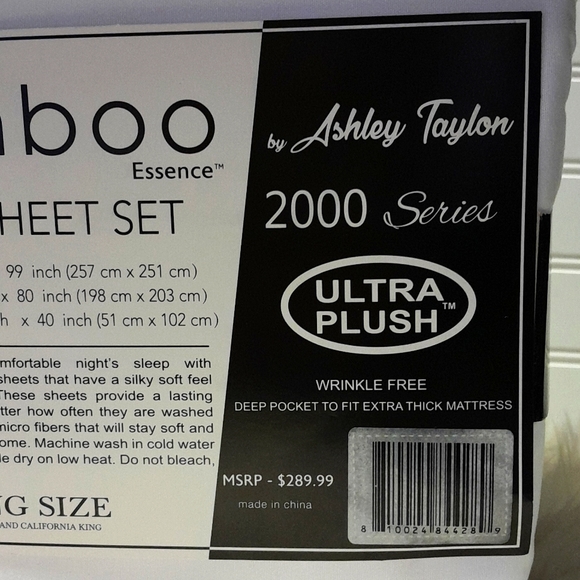 mboo
Essence™
HEET SET
99 inch (257 cm x 251 cm)
x 80 inch (198 cm x 203 cm)
h x 40 inch (51 cm x 102 cm)
mfortable night's sleep with
sheets that have a silky soft feel
These sheets provide a lasting
tter how often they are washed
micro fibers that will stay soft and
ome. Machine wash in cold water
le dry on low heat. Do not bleach,
NG SIZE
AND CALIFORNIA KING
by Ashley Taylon
2000 Series
ULTRA
PLUSH™
WRINKLE FREE
DEEP POCKET TO FIT EXTRA THICK MATTRESS
MSRP - $289.99
made in china
8 10024 84428 9